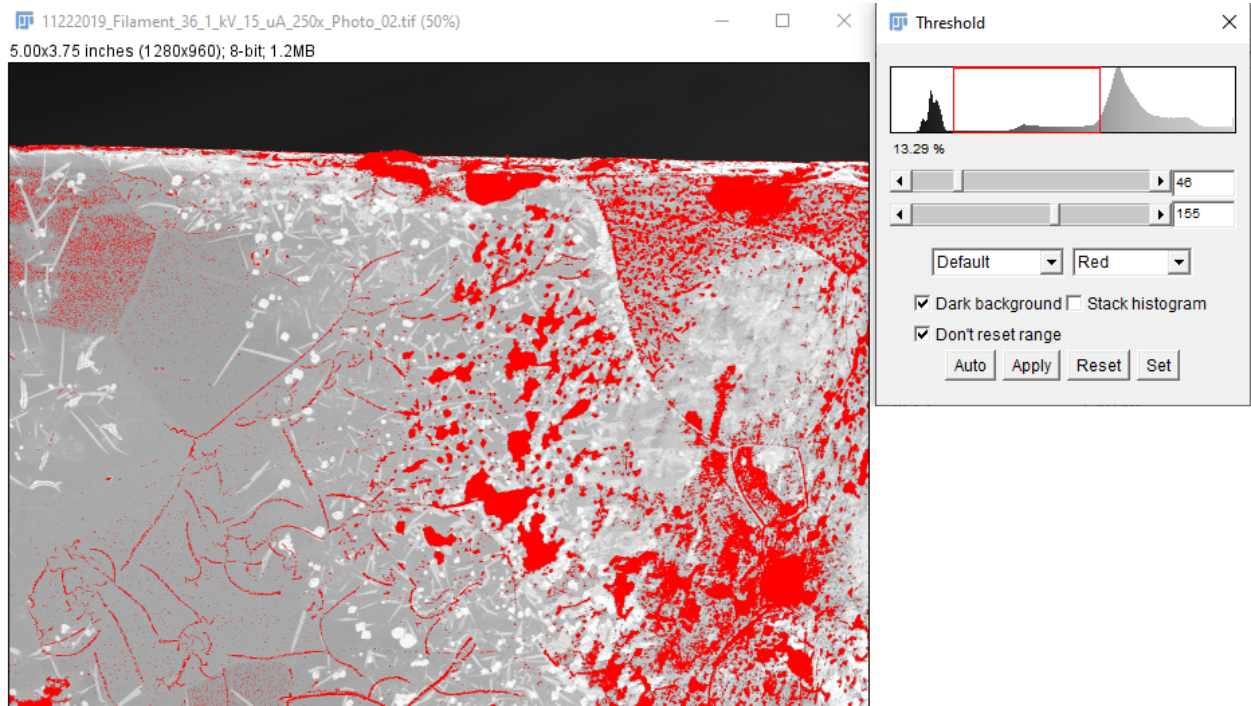 11222019_Filament_36_1_kV_15_uA_250x_Photo_02.tif (50%)
5.00x3.75 inches (1280x960); 8-bit; 1.2MB
Threshold
13.29 %
46
155
Default Red
Dark background Stack histogram
Don't reset range
Auto Apply Reset Set